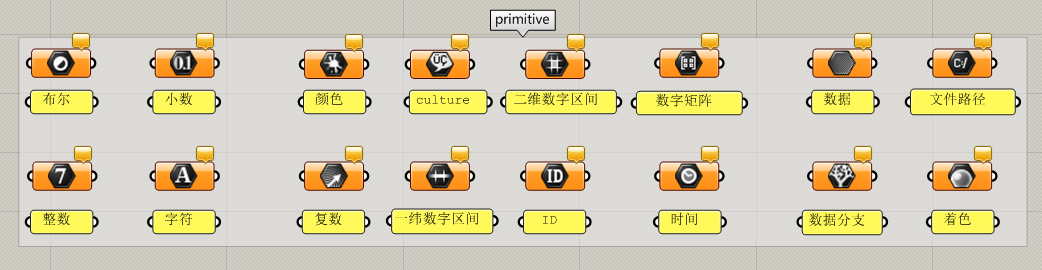 primitive
0.1
ÜC
C:/
布尔
小数
颜色
culture
二维数字区间
数字矩阵
数据
文件路径
7
A
ID
整数
字符
复数
一纬数字区间
ID
时间
数据分支
着色